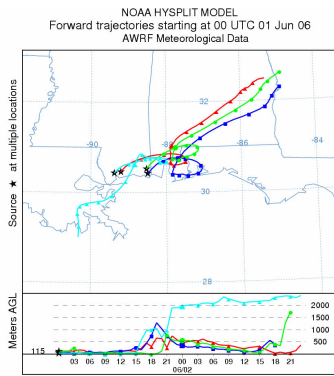 NOAA HYSPLIT MODEL
Forward trajectories starting at 00 UTC 01 Jun 06
AWRF Meteorological Data
Source ★ at multiple locations
-90
-86
-84
32
30
28
Meters AGL
115
2000
1500
1000
500
03 06 09 12 15 18 21 00 03 06 09 12 15 18 21
06/02